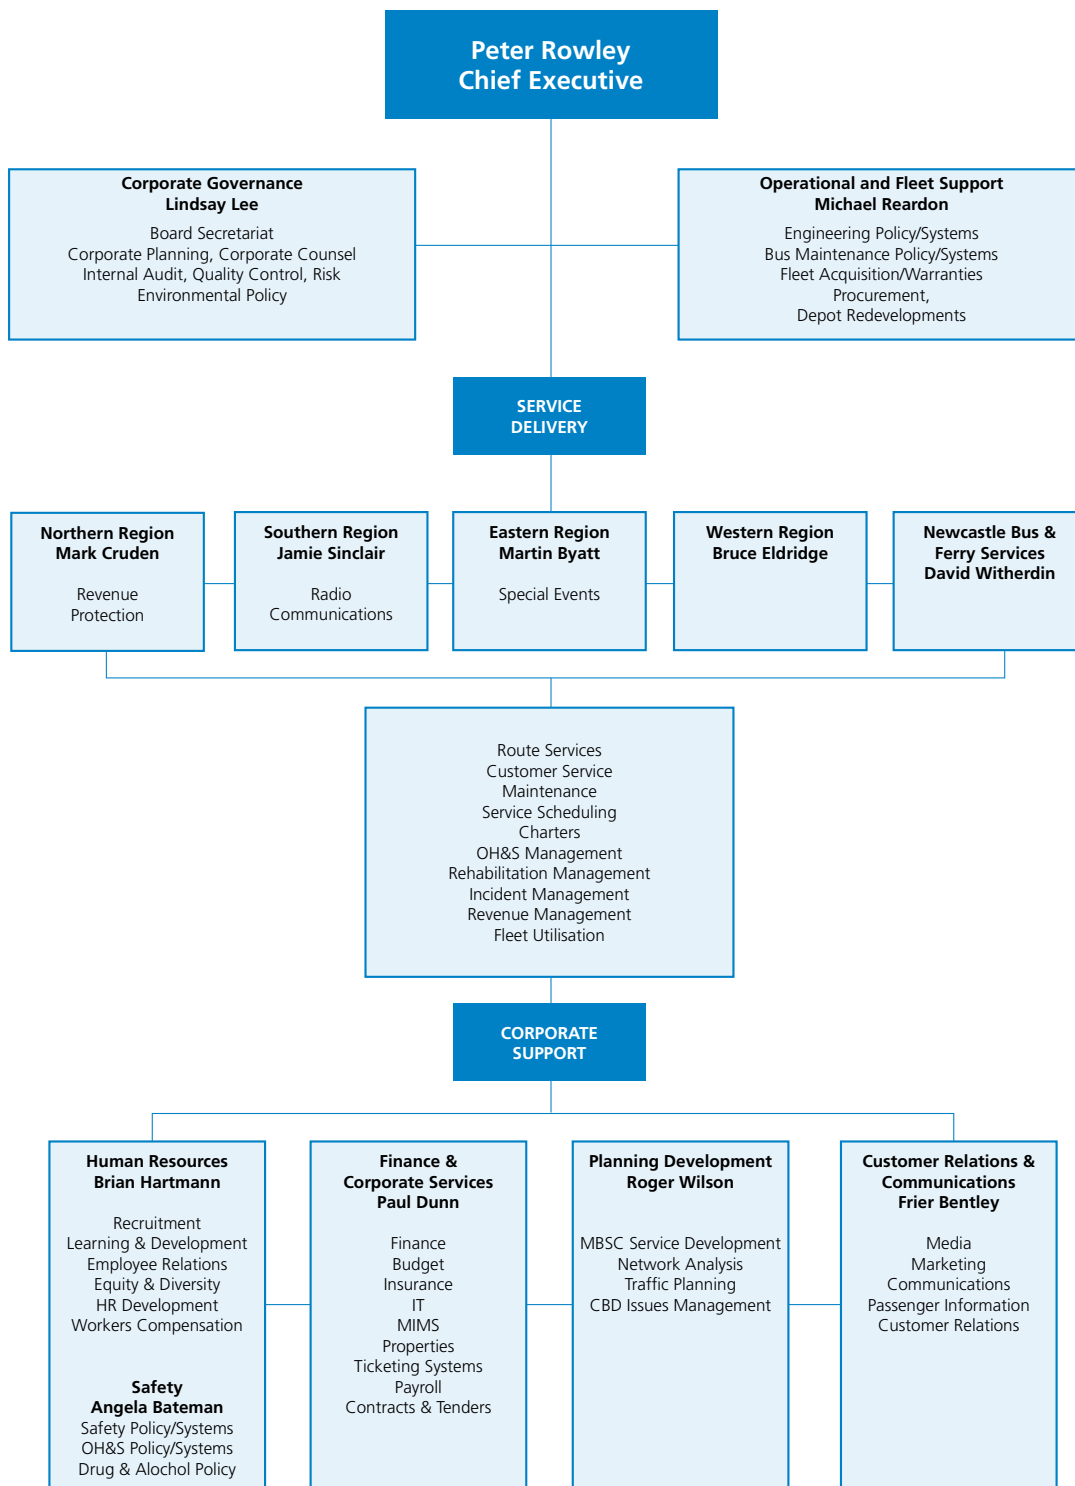 Peter Rowley
Chief Executive
Corporate Governance
Lindsay Lee
Board Secretariat
Corporate Planning, Corporate Counsel
Internal Audit, Quality Control, Risk
Environmental Policy
Operational and Fleet Support
Michael Reardon
Engineering Policy/Systems
Bus Maintenance Policy/Systems
Fleet Acquisition/Warranties
Procurement,
Depot Redevelopments
SERVICE
DELIVERY
Northern Region
Mark Cruden
Revenue
Protection
Southern Region
Jamie Sinclair
Radio
Communications
Eastern Region
Martin Byatt
Special Events
Western Region
Bruce Eldridge
Newcastle Bus &
Ferry Services
David Witherdin
Route Services
Customer Service
Maintenance
Service Scheduling
Charters
OH&S Management
Rehabilitation Management
Incident Management
Revenue Management
Fleet Utilisation
CORPORATE
SUPPORT
Human Resources
Brian Hartmann
Recruitment
Learning & Development
Employee Relations
Equity & Diversity
HR Development
Workers Compensation
Safety
Angela Bateman
Safety Policy/Systems
OH&S Policy/Systems
Drug & Alochol Policy
Finance &
Corporate Services
Paul Dunn
Finance
Budget
Insurance
IT
MIMS
Properties
Ticketing Systems
Payroll
Contracts & Tenders
Planning Development
Roger Wilson
MBSC Service Development
Network Analysis
Traffic Planning
CBD Issues Management
Customer Relations &
Communications
Frier Bentley
Media
Marketing
Communications
Passenger Information
Customer Relations